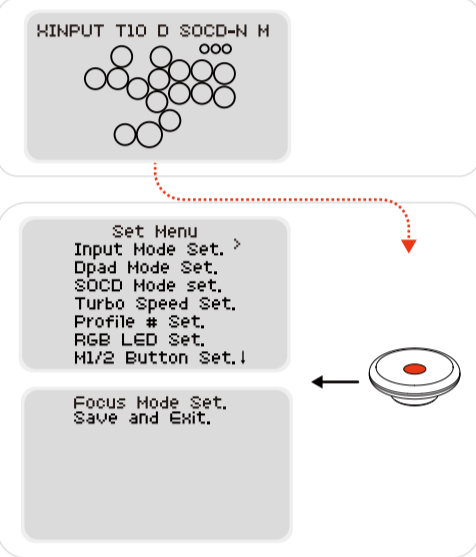 XINPUT T10 D SOCD-N M
Set Menu
Input Mode Set. >
Dpad Mode Set.
SOCD Mode set.
Turbo Speed Set.
Profile # Set.
RGB LED Set.
M1/2 Button Set.↓
Focus Mode Set.
Save and Exit.